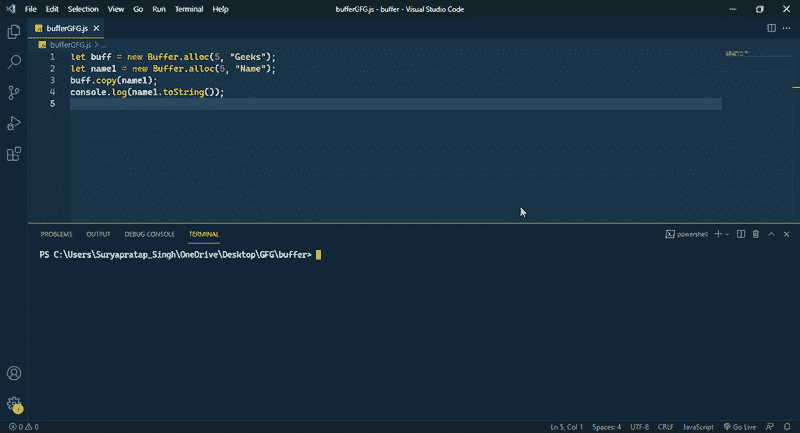 File Edit Selection View Go Run Terminal Help
bufferGFG.js - buffer - Visual Studio Code
bufferGFG.js
bufferGFG.js > ...
1 let buff = new Buffer.alloc(5, "Geeks");
2 let name1 = new Buffer.alloc(5, "Name");
3 buff.copy(name1);
4 console.log(name1.toString());
5
PROBLEMS OUTPUT DEBUG CONSOLE TERMINAL
powershell
PS C:\Users\Suryapratap_Singh\OneDrive\Desktop\GFG\buffer>
0 0 Ln 5, Col 1 Spaces: 4 UTF-8 CRLF JavaScript Go Live